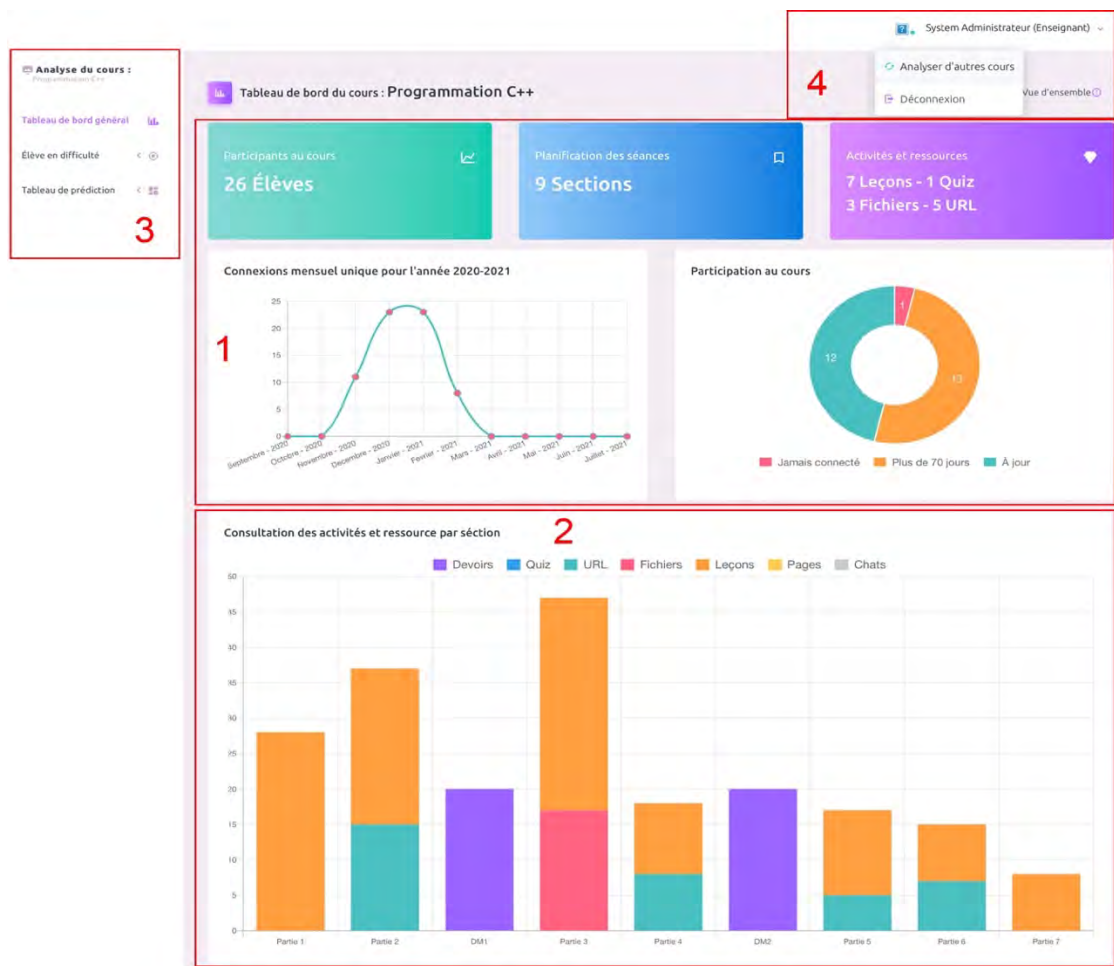 System Administrateur (Enseignant)
Analyser d'autres cours
Déconnexion
4
Vue d'ensemble
Analyse du cours :
Programmation C++
Tableau de bord général
Élève en difficulté
Tableau de prédiction
3
Tableau de bord du cours : Programmation C++
Participants au cours
26 Élèves
Planification des séances
9 Sections
Activités et ressources
7 Leçons - 1 Quiz
3 Fichiers - 5 URL
1
Connexions mensuel unique pour l'année 2020-2021
25
20
15
10
5
0
Septembre - 2020
Octobre - 2020
Novembre - 2020
Decembre - 2020
Janvier - 2021
Fevrier - 2021
Mars - 2021
Avril - 2021
Mai - 2021
Juin - 2021
Juillet - 2021
Participation au cours
1
12
13
Jamais connecté
Plus de 70 jours
À jour
2
Consultation des activités et ressource par séction
Devoirs
Quiz
URL
Fichiers
Leçons
Pages
Chats
50
45
40
35
30
25
20
15
10
5
0
Partie 1
Partie 2
DM1
Partie 3
Partie 4
DM2
Partie 5
Partie 6
Partie 7